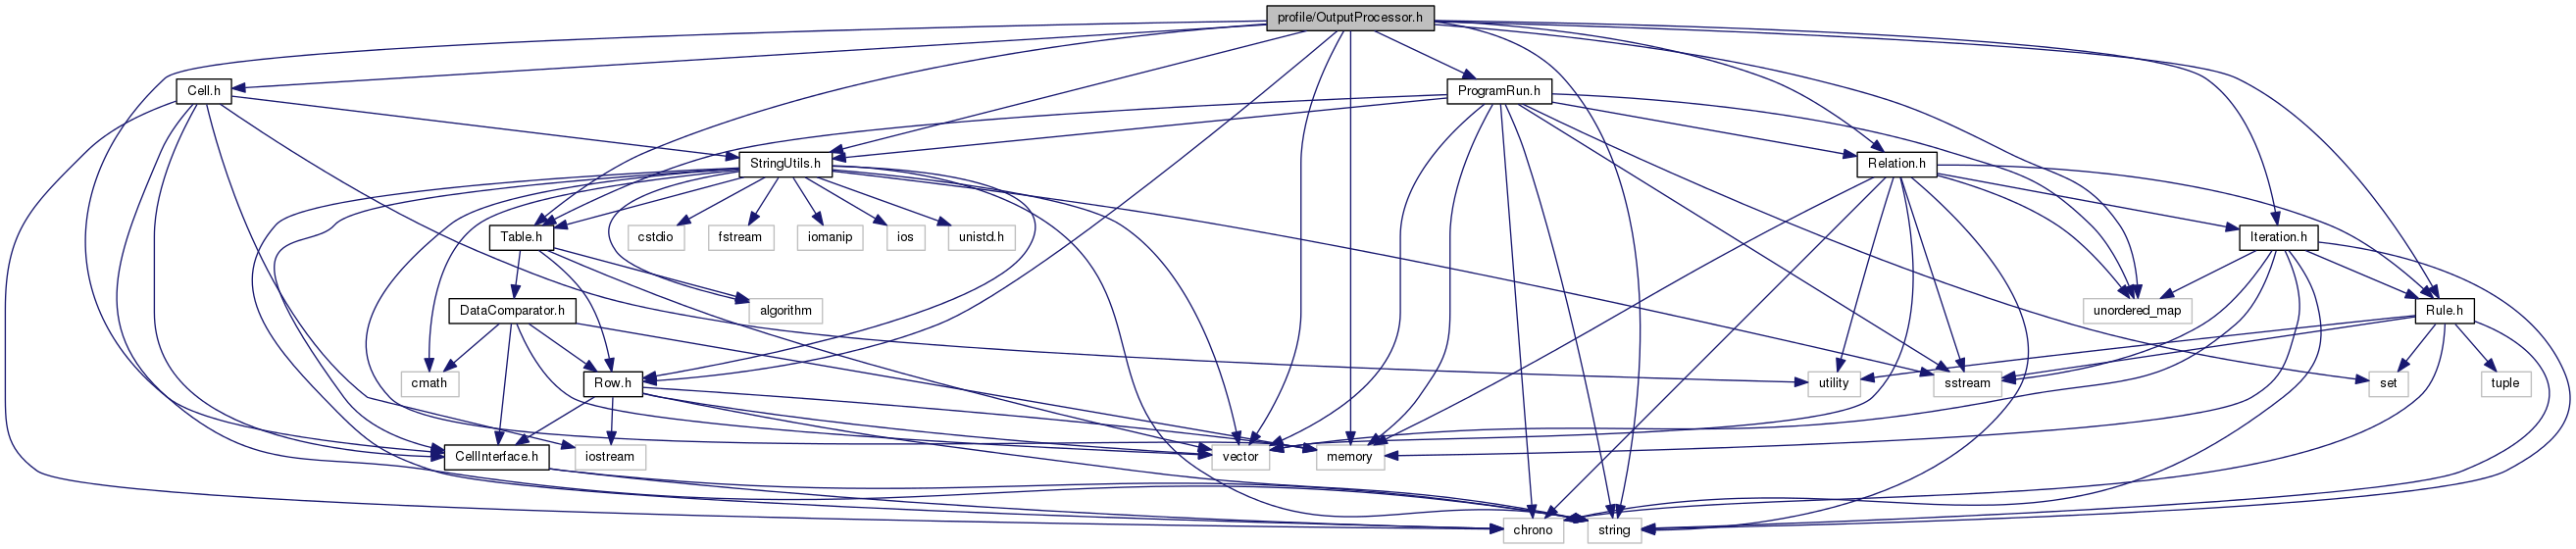 profile/OutputProcessor.h
Cell.h
ProgramRun.h
StringUtils.h
Relation.h
Table.h
cstdio
fstream
iomanip
ios
unistd.h
Iteration.h
DataComparator.h
algorithm
unordered_map
Rule.h
cmath
Row.h
utility
sstream
set
tuple
CellInterface.h
iostream
vector
memory
chrono
string